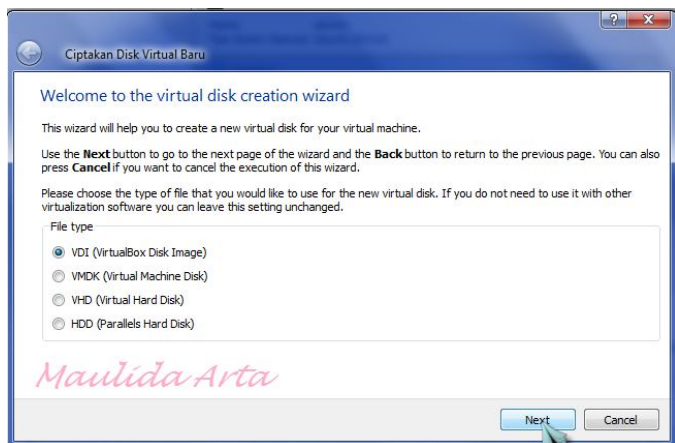 Ciptakan Disk Virtual Baru
Welcome to the virtual disk creation wizard
This wizard will help you to create a new virtual disk for your virtual machine.
Use the Next button to go to the next page of the wizard and the Back button to return to the previous page. You can also
press Cancel if you want to cancel the execution of this wizard.
Please choose the type of file that you would like to use for the new virtual disk. If you do not need to use it with other
virtualization software you can leave this setting unchanged.
File type
VDI (VirtualBox Disk Image)
VMDK (Virtual Machine Disk)
VHD (Virtual Hard Disk)
HDD (Parallels Hard Disk)
Maulida Arta
Next
Cancel